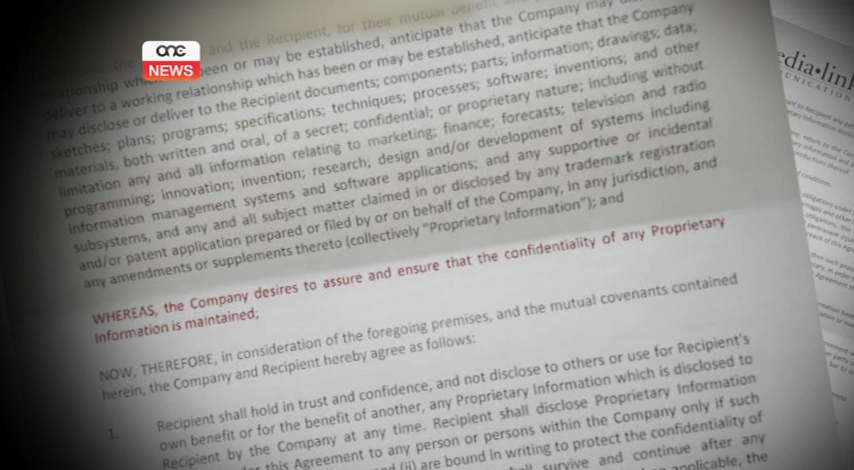 one
NEWS
and the Recipient, for their mutual benefit
relationship which been or may be established, anticipate that the Company may
deliver to a working relationship which has been or may be established, anticipate that the Company
may disclose or deliver to the Recipient documents; components; parts; information; drawings; data;
sketches; plans; programs; specifications; techniques; processes; software; inventions; and other
materials, both written and oral, of a secret; confidential; or proprietary nature; including without
limitation any and all information relating to marketing; finance; forecasts; television and radio
programming; innovation; invention; research; design and/or development of systems including
information management systems and software applications; and any supportive or incidental
subsystems, and any and all subject matter claimed in or disclosed by any trademark registration
and/or patent application prepared or filed by or on behalf of the Company, in any jurisdiction, and
any amendments or supplements thereto (collectively "Proprietary Information"); and
WHEREAS, the Company desires to assure and ensure that the confidentiality of any Proprietary
Information is maintained;
NOW, THEREFORE, in consideration of the foregoing premises, and the mutual covenants contained
herein, the Company and Recipient hereby agree as follows:
1. Recipient shall hold in trust and confidence, and not disclose to others or use for Recipient's
own benefit or for the benefit of another, any Proprietary Information which is disclosed to
Recipient by the Company at any time. Recipient shall disclose Proprietary Information
this Agreement to any person or persons within the Company only if such
and (ii) are bound in writing to protect the confidentiality of
survive and continue after any
applicable, the
edia•link
UNICATION